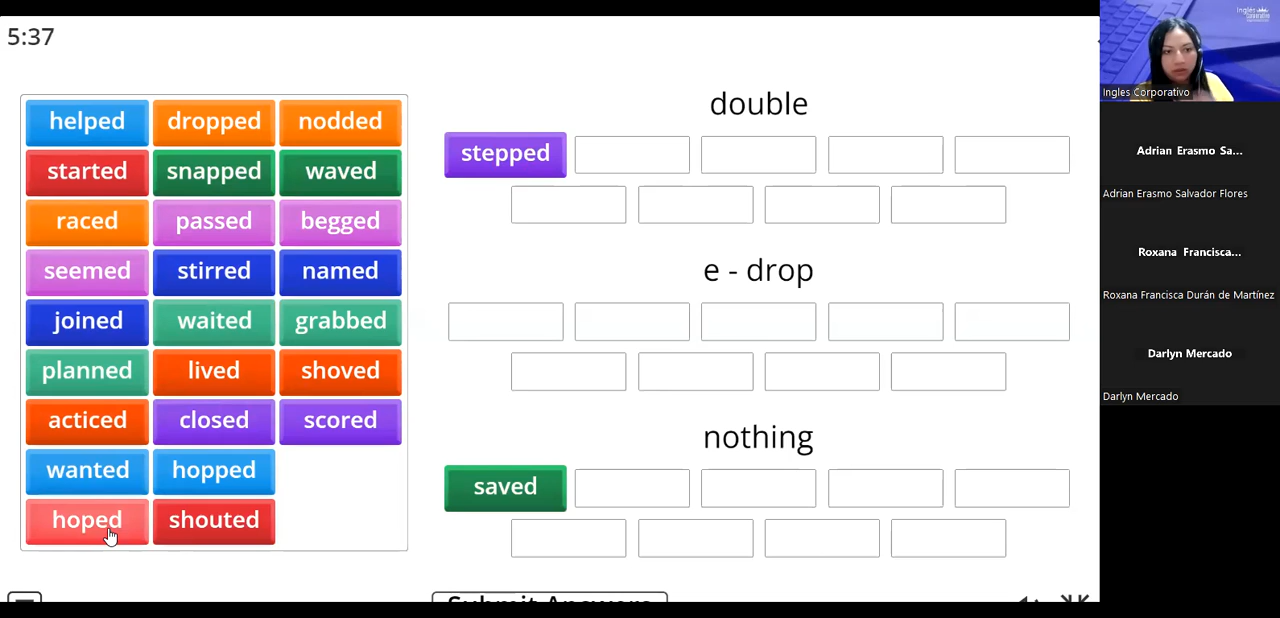 5:37
helped dropped nodded
started snapped waved
raced passed begged
seemed stirred named
joined waited grabbed
planned lived shoved
acticed closed scored
wanted hopped
hoped shouted
double
stepped
e - drop
nothing
saved
Submit Answers
Ingles Corporativo
Adrian Erasmo Sa...
Adrian Erasmo Salvador Flores
Roxana Francisca...
Roxana Francisca Durán de Martínez
Darlyn Mercado
Darlyn Mercado